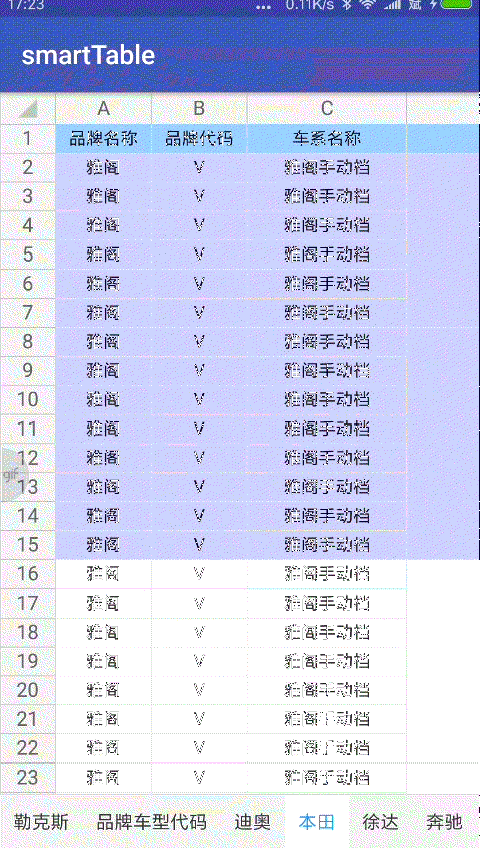 17:23 ... 0.11K/s
smartTable
A B C
1 品牌名称 品牌代码 车系名称
2 雅阁 V 雅阁手动档
3 雅阁 V 雅阁手动档
4 雅阁 V 雅阁手动档
5 雅阁 V 雅阁手动档
6 雅阁 V 雅阁手动档
7 雅阁 V 雅阁手动档
8 雅阁 V 雅阁手动档
9 雅阁 V 雅阁手动档
10 雅阁 V 雅阁手动档
11 雅阁 V 雅阁手动档
12 雅阁 V 雅阁手动档
13 雅阁 V 雅阁手动档
14 雅阁 V 雅阁手动档
15 雅阁 V 雅阁手动档
16 雅阁 V 雅阁手动档
17 雅阁 V 雅阁手动档
18 雅阁 V 雅阁手动档
19 雅阁 V 雅阁手动档
20 雅阁 V 雅阁手动档
21 雅阁 V 雅阁手动档
22 雅阁 V 雅阁手动档
23 雅阁 V 雅阁手动档
gif
勒克斯 品牌车型代码 迪奥 本田 徐达 奔驰